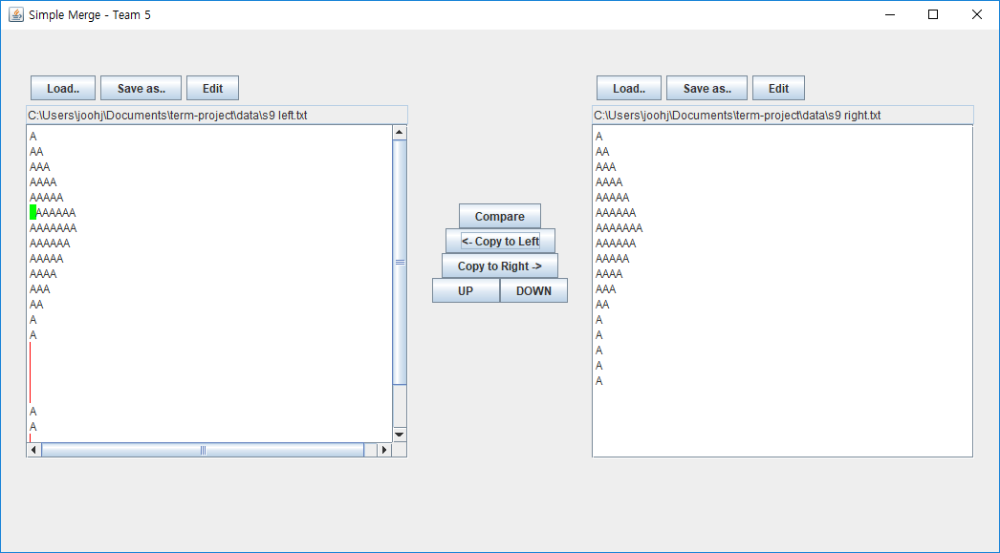 Simple Merge - Team 5
Load.. Save as.. Edit
C:\Users\joohj\Documents\term-project\data\s9 left.txt
A
AA
AAA
AAAA
AAAAA
AAAAAA
AAAAAAA
AAAAAA
AAAAA
AAAA
AAA
AA
A
A
A
A
Compare
<- Copy to Left
Copy to Right ->
UP DOWN
Load.. Save as.. Edit
C:\Users\joohj\Documents\term-project\data\s9 right.txt
A
AA
AAA
AAAA
AAAAA
AAAAAA
AAAAAAA
AAAAAA
AAAAA
AAAA
AAA
AA
A
A
A
A
A